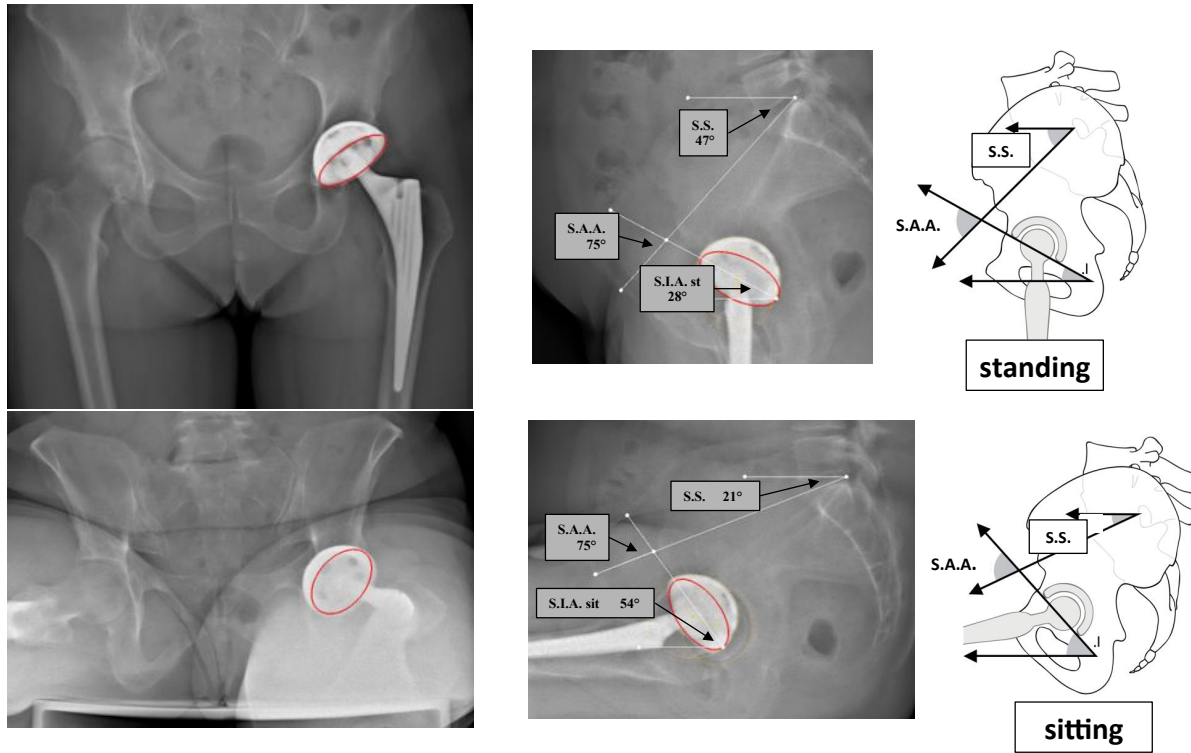 S.S.
47°
S.A.A.
75°
S.I.A. st
28°
S.S.
S.A.A.
.I
standing
S.S. 21°
S.A.A.
75°
S.I.A. sit 54°
S.S.
S.A.A.
.I
sitting